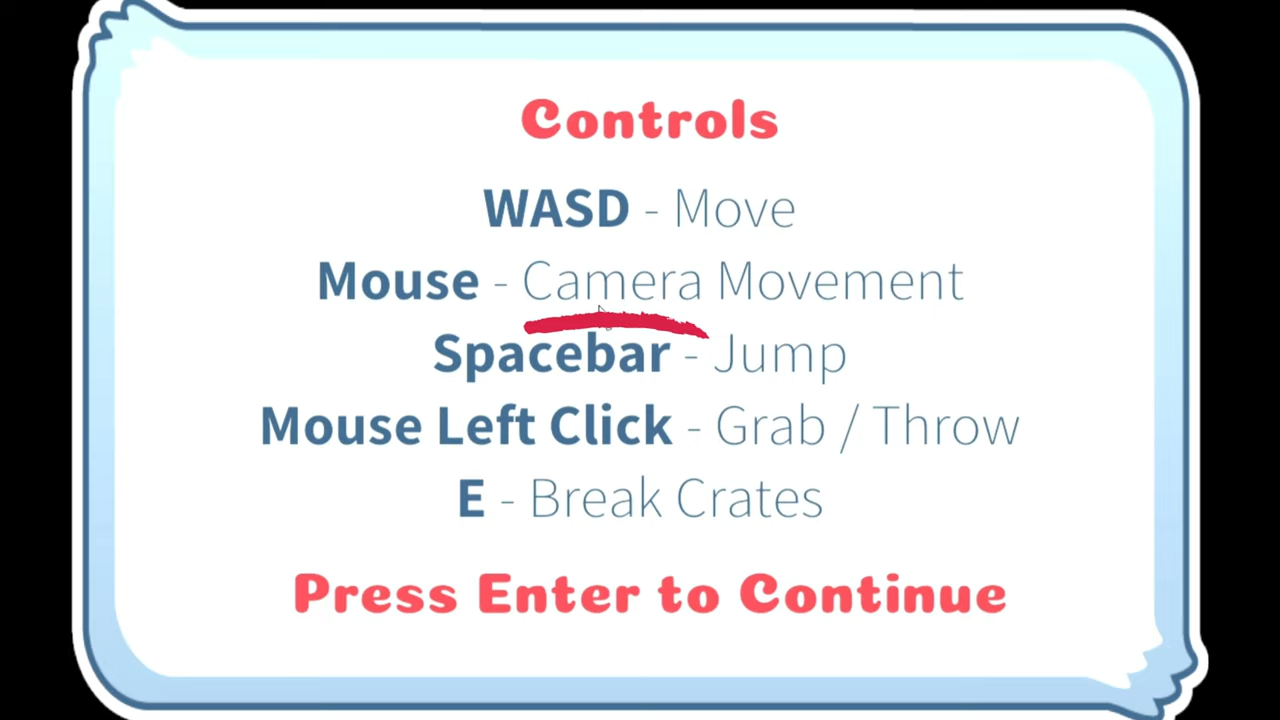 Controls
WASD - Move
Mouse - Camera Movement
Spacebar - Jump
Mouse Left Click - Grab / Throw
E - Break Crates
Press Enter to Continue